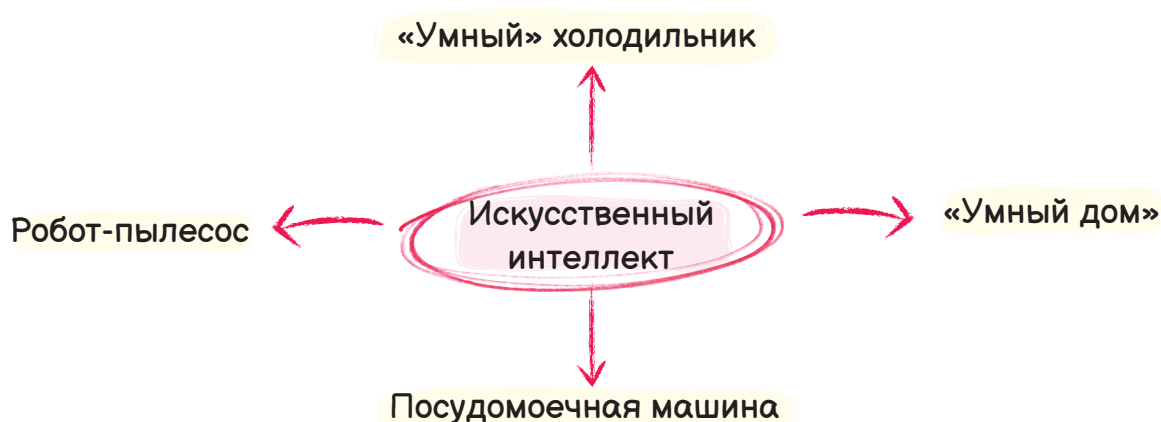 «Умный» холодильник
Искусственный
интеллект
Робот-пылесос
«Умный дом»
Посудомоечная машина